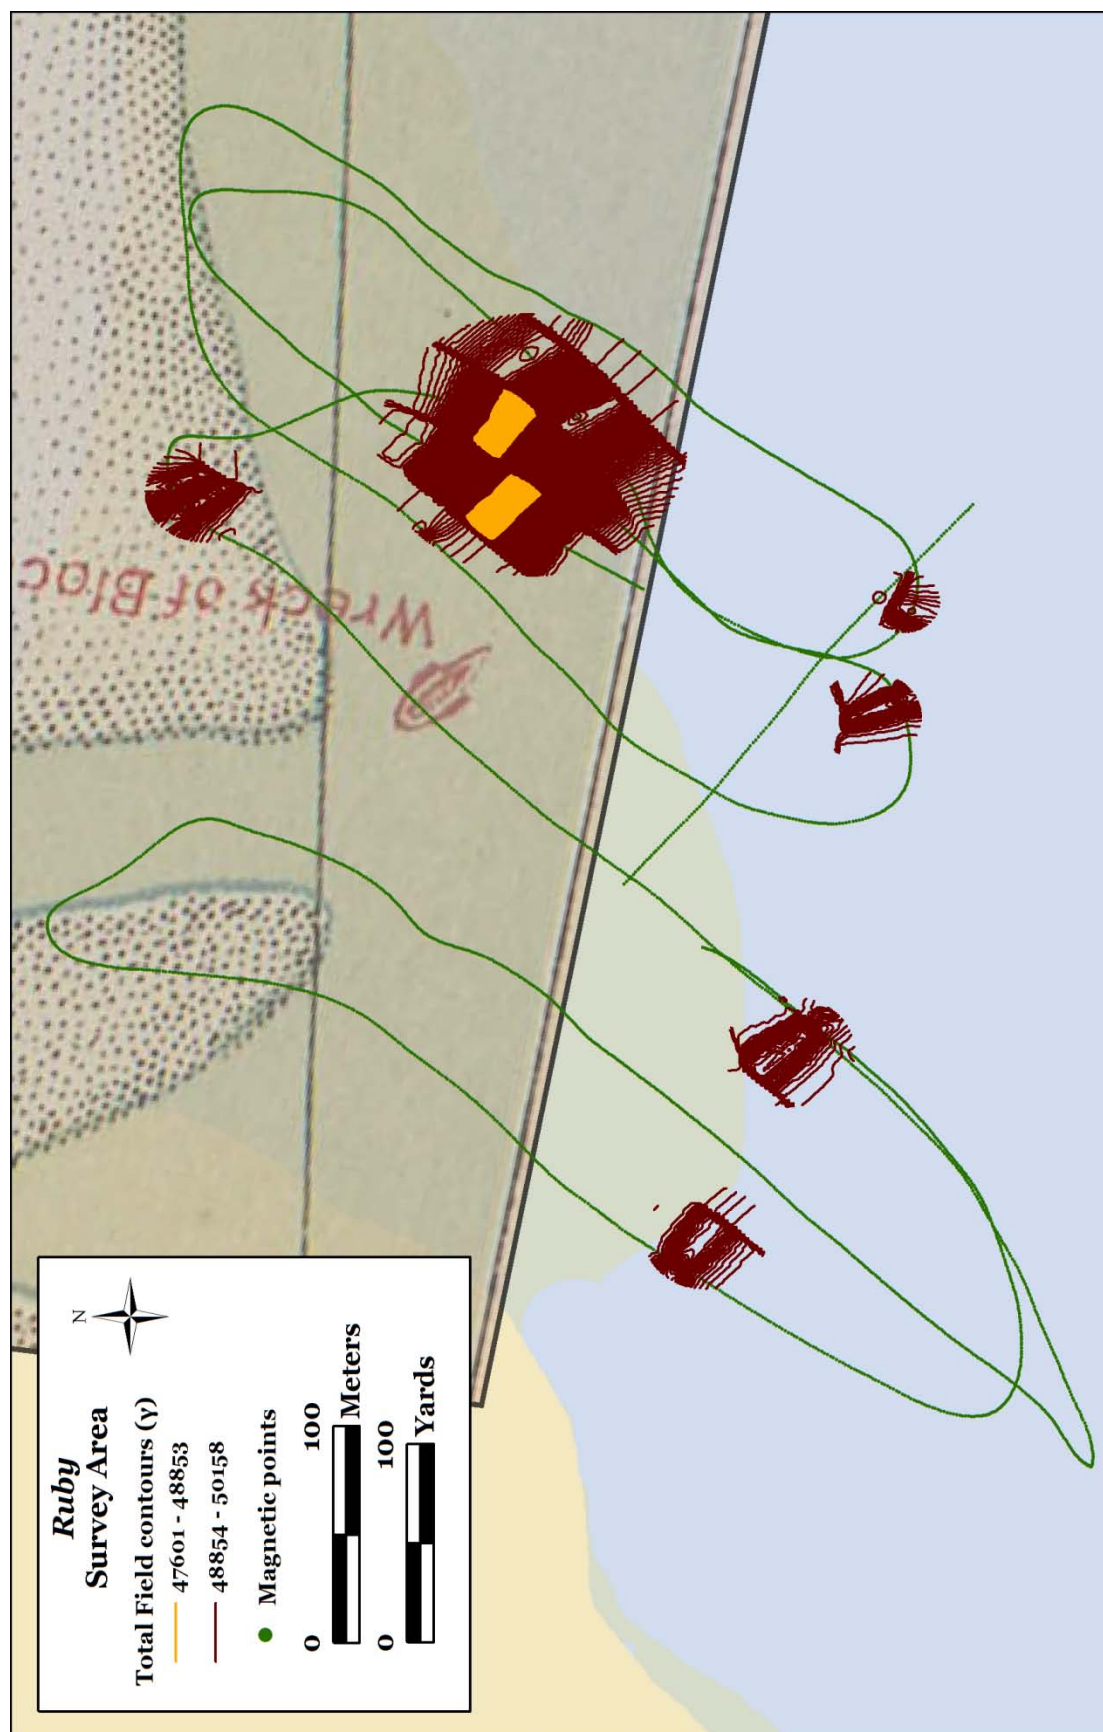 Ruby
Survey Area
N
Total Field contours (γ)
47601 - 48853
48854 - 50158
Magnetic points
0 100
Meters
0 100
Yards
Wreck of Bloc